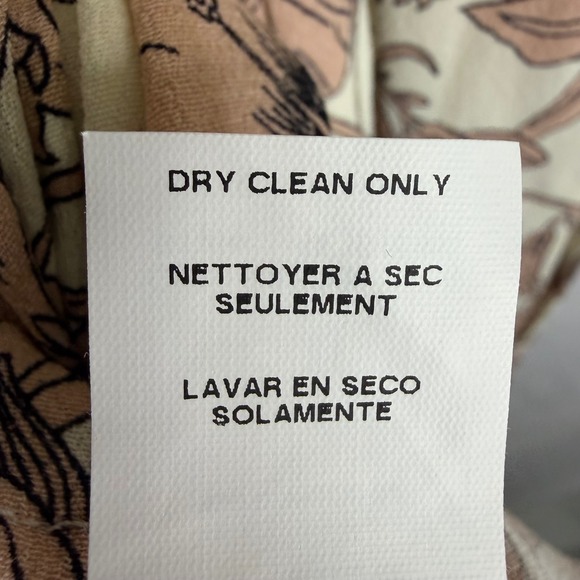 DRY CLEAN ONLY
NETTOYER A SEC
SEULEMENT
LAVAR EN SECO
SOLAMENTE